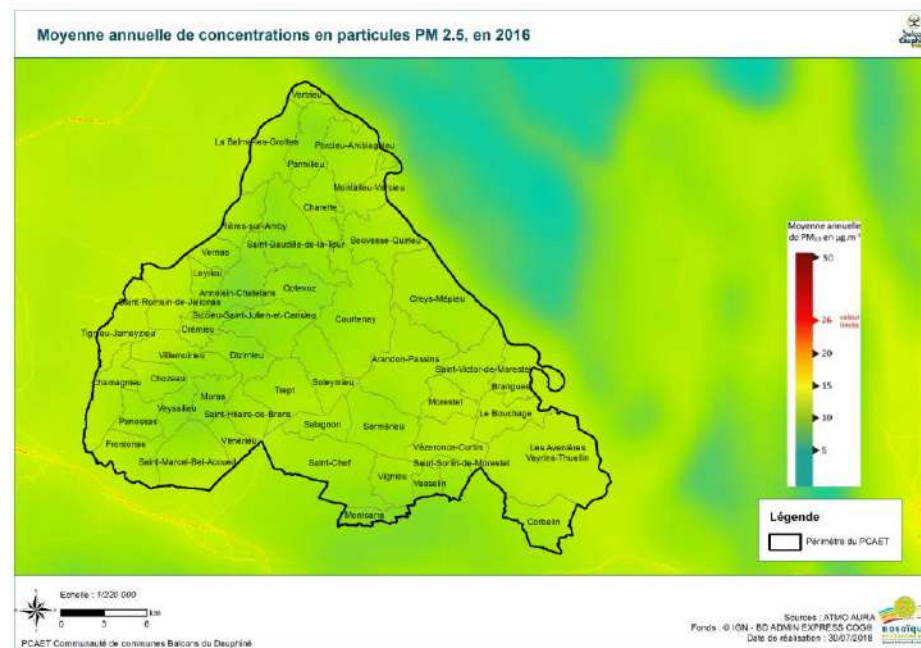 Moyenne annuelle de concentrations en particules PM 2.5, en 2016
Vertrieu
La Balme-les-Grottes
Porcieu-Amblagnieu
Parmilieu
Montalieu-Vercieu
Charette
Hières-sur-Amby
Saint-Baudille-de-la-Tour
Bouvesse-Quirieu
Vernas
Leyrieu
Annoisin-Chatelans
Optevoz
Creys-Mépieu
Saint-Romain-de-Jalionas
Siccieu-Saint-Julien-et-Carisieu
Courtenay
Tignieu-Jameyzieu
Crémieu
Villemoirieu
Dizimieu
Arandon-Passins
Saint-Victor-de-Morestel
Chamagnieu
Chozeau
Soleymieu
Brangues
Trept
Moras
Morestel
Veyssilieu
Saint-Hilaire-de-Brens
Le Bouchage
Panossas
Salagnon
Sermérieu
Frontonas
Vénérieu
Vézeronce-Curtin
Les Avenières
Veyrins-Thuellin
Saint-Marcel-Bel-Accueil
Saint-Chef
Saint-Sorlin-de-Morestel
Vignieu
Vasselin
Montcarra
Corbelin
Moyenne annuelle
de PM2,5 en µg.m-3
30
26 valeur
limite
20
15
10
5
Légende
Périmètre du PCAET
Echelle : 1/220 000
0 3 6 km
PCAET Communauté de communes Balcons du Dauphiné
Sources : ATMO AURA
Fonds : © IGN - BD ADMIN EXPRESS COG®
Date de réalisation : 30/07/2018